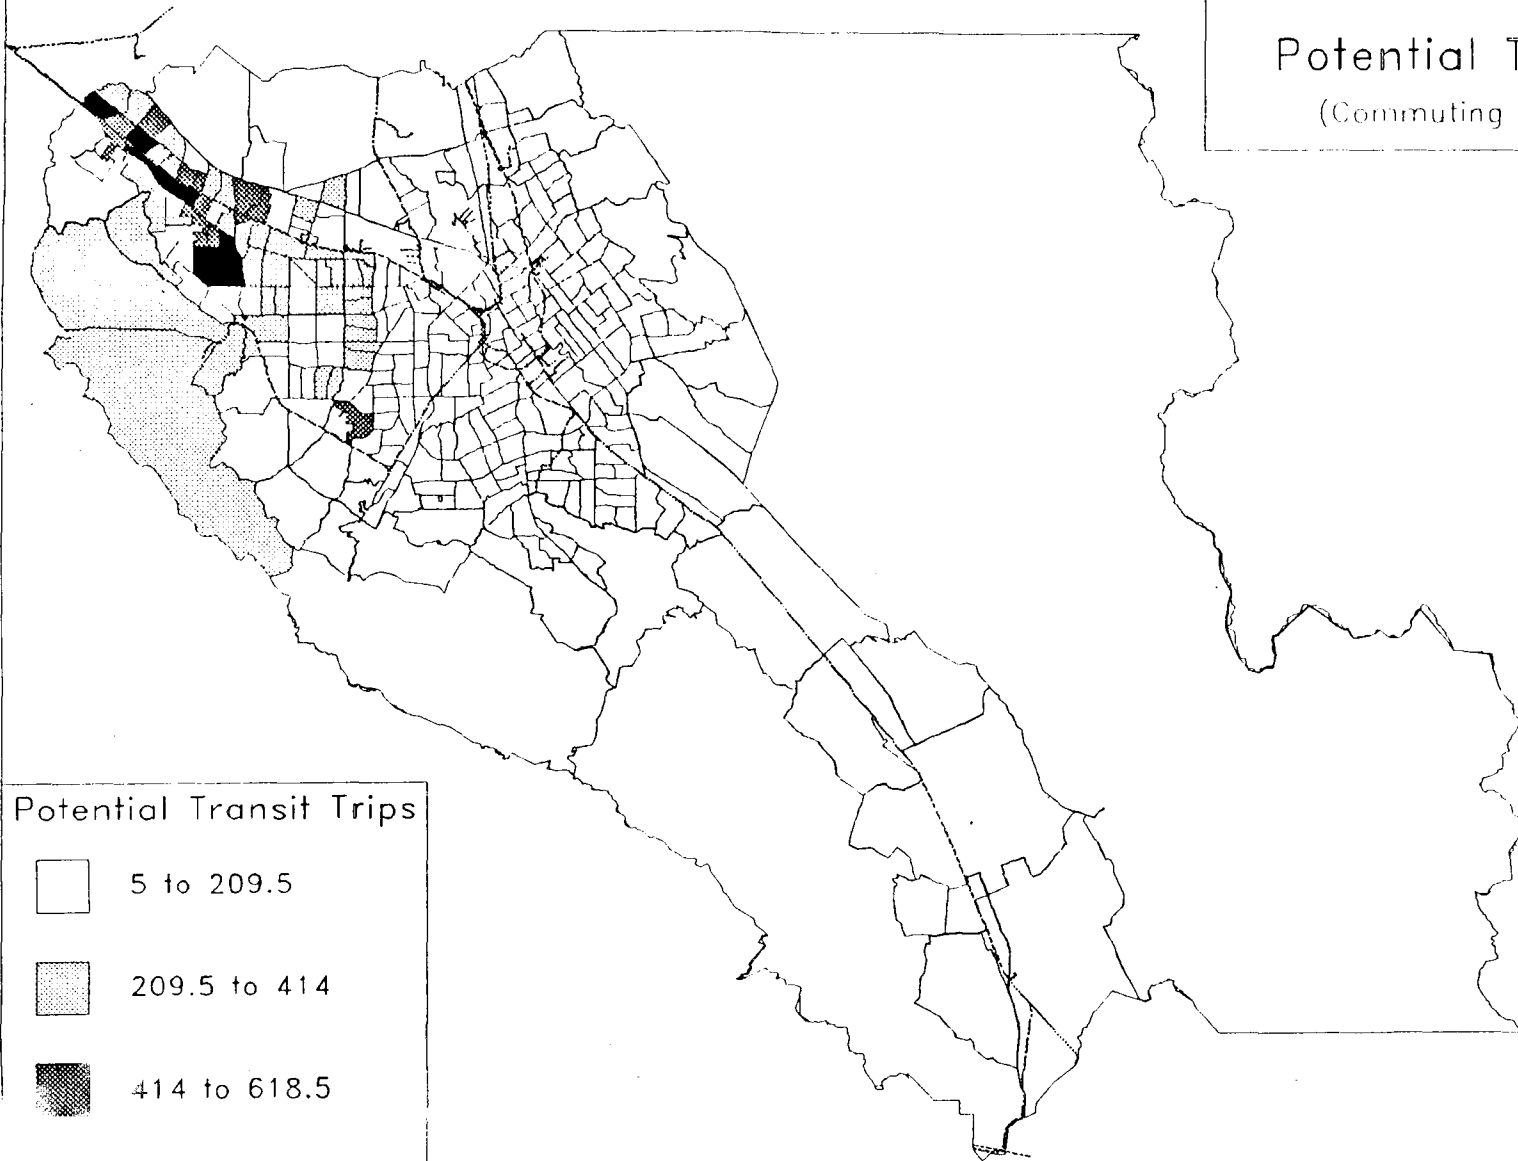 Potential T
(Commuting
Potential Transit Trips
5 to 209.5
209.5 to 414
414 to 618.5